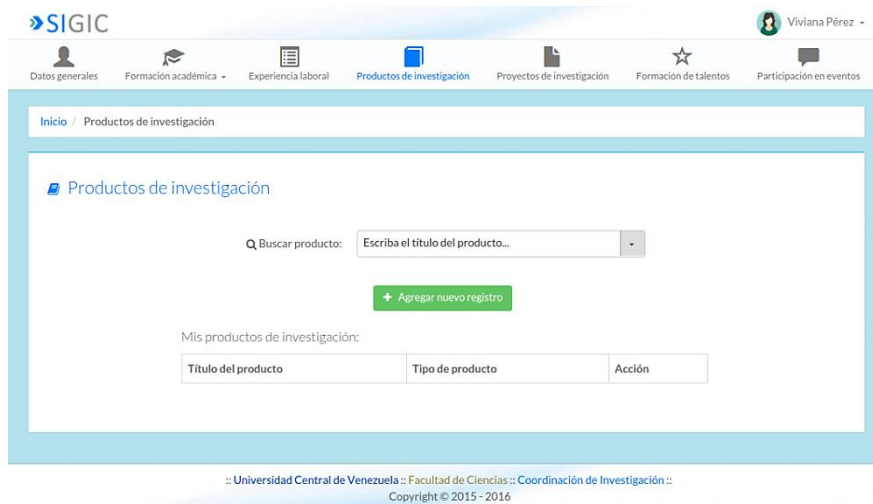 SIGIC
Viviana Pérez
Datos generales
Formación académica
Experiencia laboral
Productos de investigación
Proyectos de investigación
Formación de talentos
Participación en eventos
Inicio / Productos de investigación
Productos de investigación
Buscar producto: Escriba el título del producto...
+ Agregar nuevo registro
Mis productos de investigación:
Título del producto Tipo de producto Acción
:: Universidad Central de Venezuela :: Facultad de Ciencias :: Coordinación de Investigación ::
Copyright © 2015 - 2016